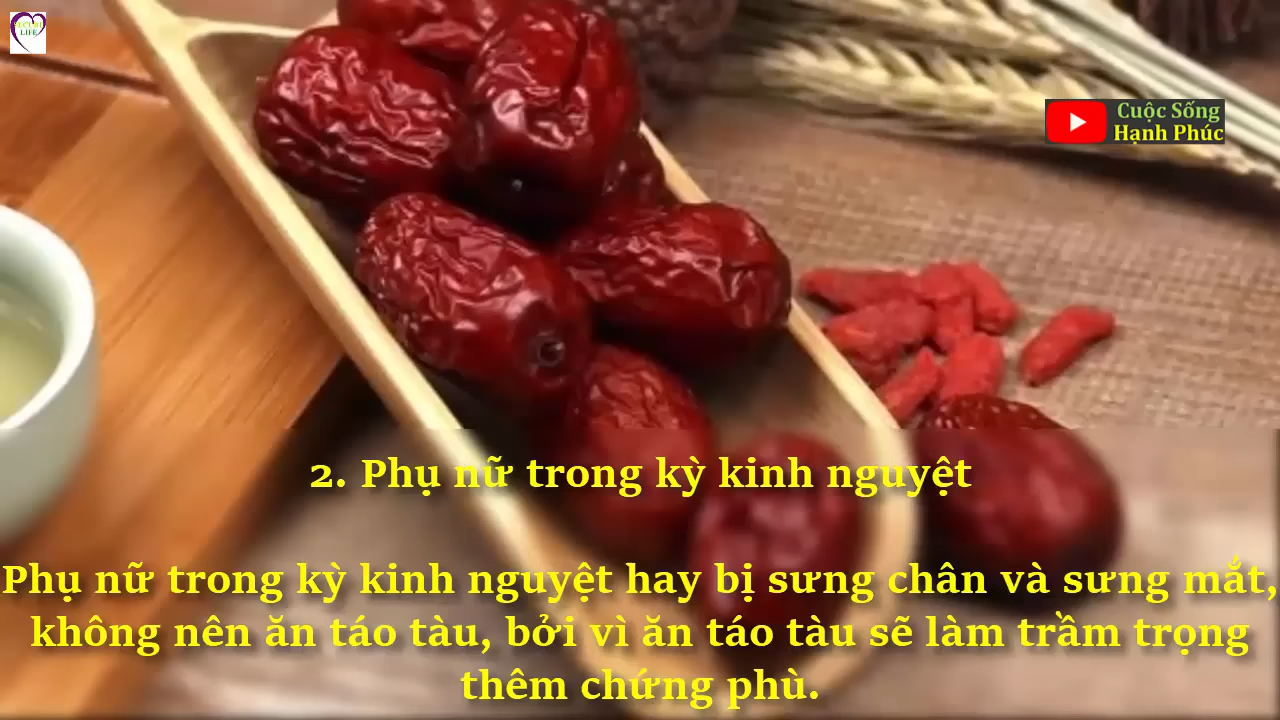 LIFE
Cuộc Sống
Hạnh Phúc
2. Phụ nữ trong kỳ kinh nguyệt
Phụ nữ trong kỳ kinh nguyệt hay bị sưng chân và sưng mắt,
không nên ăn táo tàu, bởi vì ăn táo tàu sẽ làm trầm trọng
thêm chứng phù.